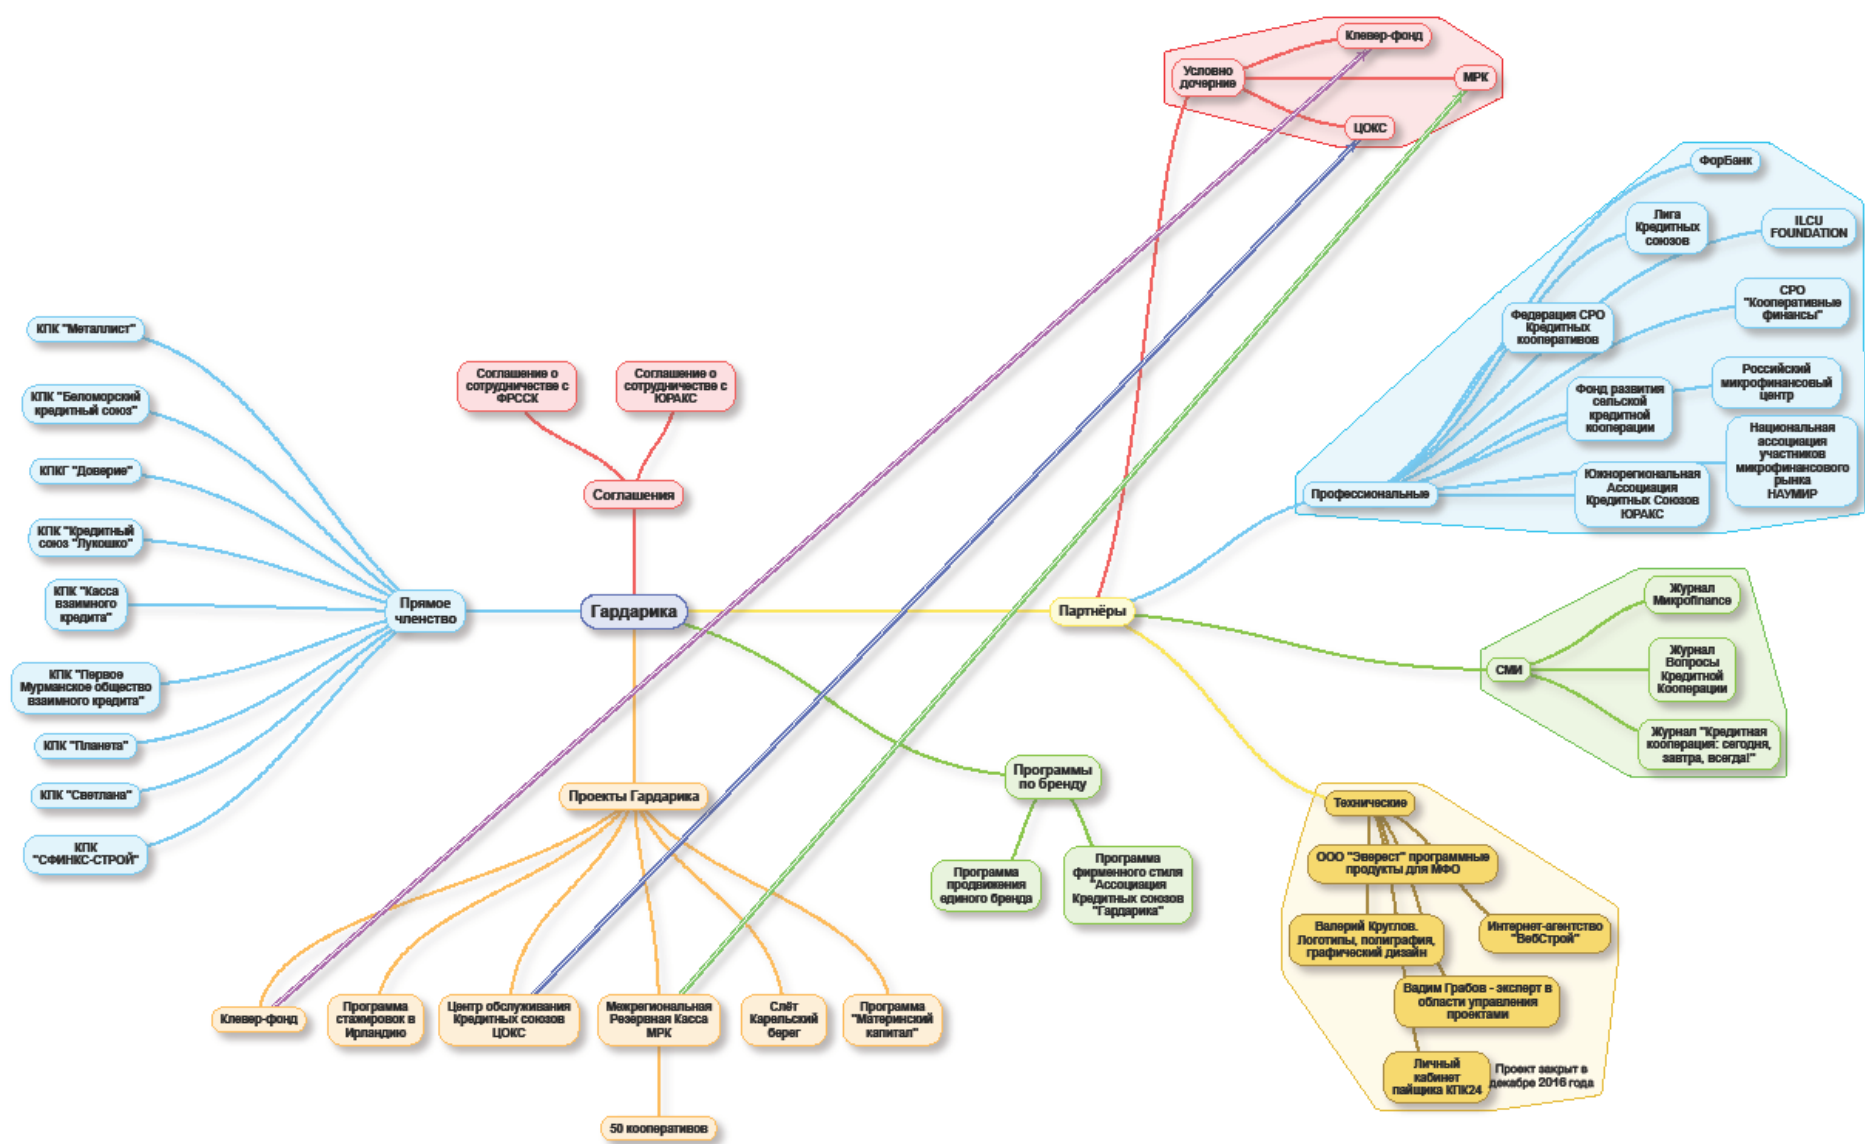 Клевер-фонд
Условно
дочерние
МРК
ЦОКС
ФорБанк
Лига
Кредитных
союзов
ILCU
FOUNDATION
СРО
"Кооперативные
финансы"
Федерация СРО
Кредитных
кооперативов
Российский
микрофинансовый
центр
Фонд развития
сельской
кредитной
кооперации
Национальная
ассоциация
участников
микрофинансового
рынка
НАУМИР
Южнорегиональная
Ассоциация
Кредитных Союзов
ЮРАКС
Профессиональные
КПК "Металлист"
КПК "Беломорский
кредитный союз"
КПКГ "Доверие"
КПК "Кредитный
союз "Лукошко"
КПК "Касса
взаимного
кредита"
КПК "Первое
Мурманское общество
взаимного кредита"
КПК "Планета"
КПК "Светлана"
КПК
"СФИНКС-СТРОЙ"
Прямое
членство
Соглашение о
сотрудничестве с
ФРССК
Соглашение о
сотрудничестве с
ЮРАКС
Соглашения
Гардарика
Партнёры
Журнал
Микроfinance
СМИ
Журнал
Вопросы
Кредитной
Кооперации
Журнал "Кредитная
кооперация: сегодня,
завтра, всегда!"
Проекты Гардарика
Программы
по бренду
Программа
продвижения
единого бренда
Программа
фирменного стиля
"Ассоциация
Кредитных союзов
"Гардарика"
Технические
ООО "Эверест" программные
продукты для МФО
Валерий Круглов.
Логотипы, полиграфия,
графический дизайн
Интернет-агентство
"ВебСтрой"
Вадим Грабов - эксперт в
области управления
проектами
Личный
кабинет
пайщика КПК24
Проект закрыт в
декабре 2016 года
Клевер-фонд
Программа
стажировок в
Ирландию
Центр обслуживания
Кредитных союзов
ЦОКС
Межрегиональная
Резервная Касса
МРК
Слёт
Карельский
берег
Программа
"Материнский
капитал"
50 кооперативов